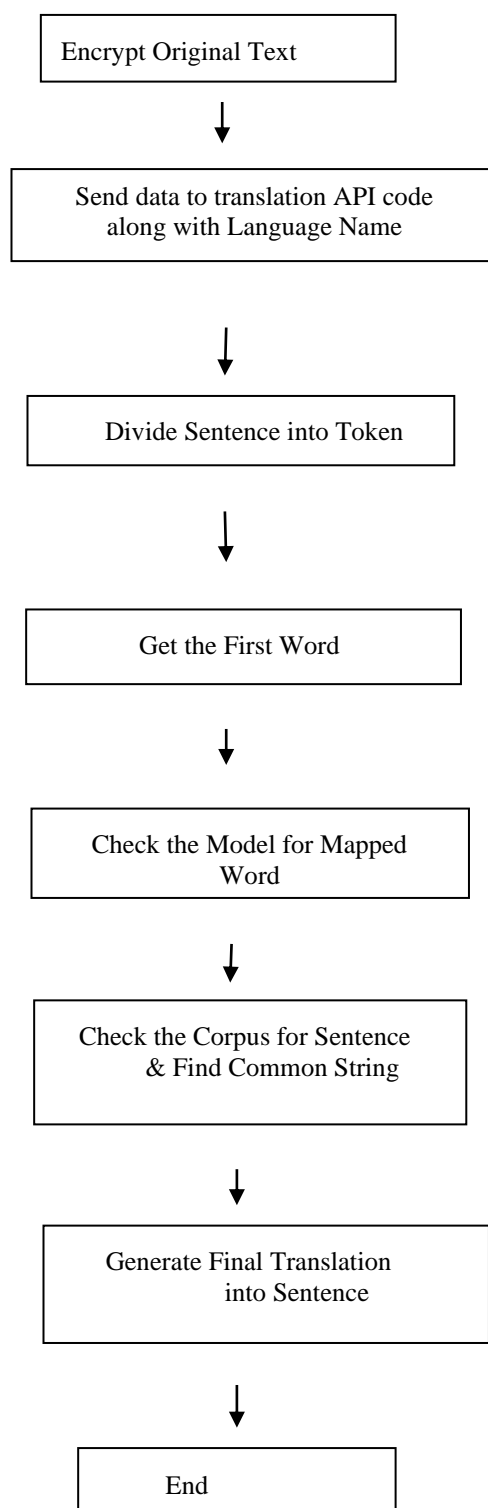 Encrypt Original Text
Send data to translation API code
along with Language Name
Divide Sentence into Token
Get the First Word
Check the Model for Mapped
Word
Check the Corpus for Sentence
& Find Common String
Generate Final Translation
into Sentence
End